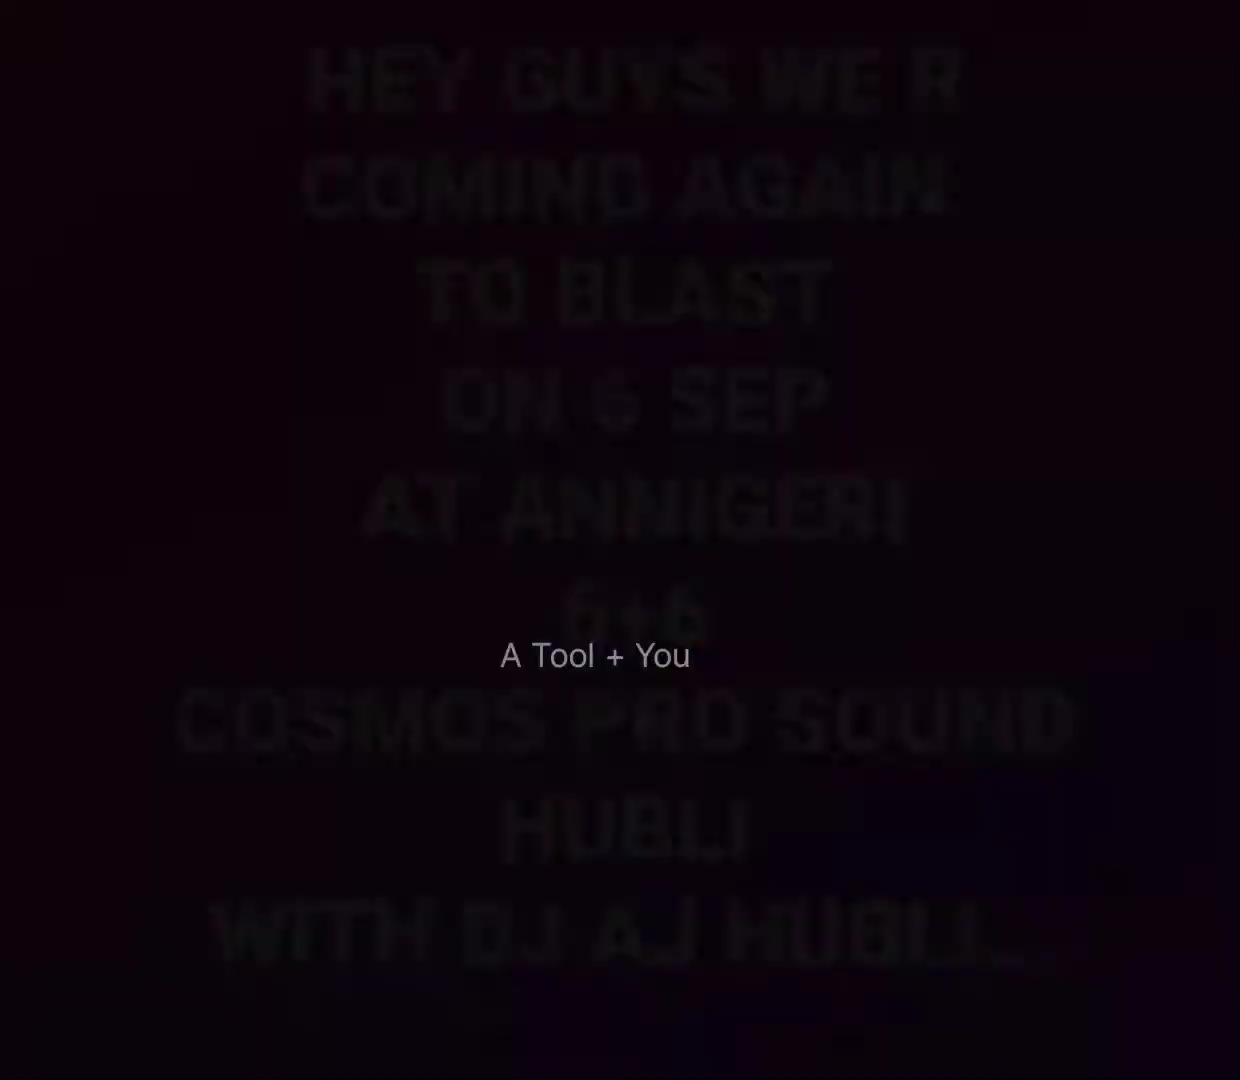 HEY GUYS WE R
COMIND AGAIN
TO BLAST
ON 6 SEP
AT ANNIGERI
6+6
A Tool + You
COSMOS PRO SOUND
HUBLI
WITH DJ AJ HUBLI...